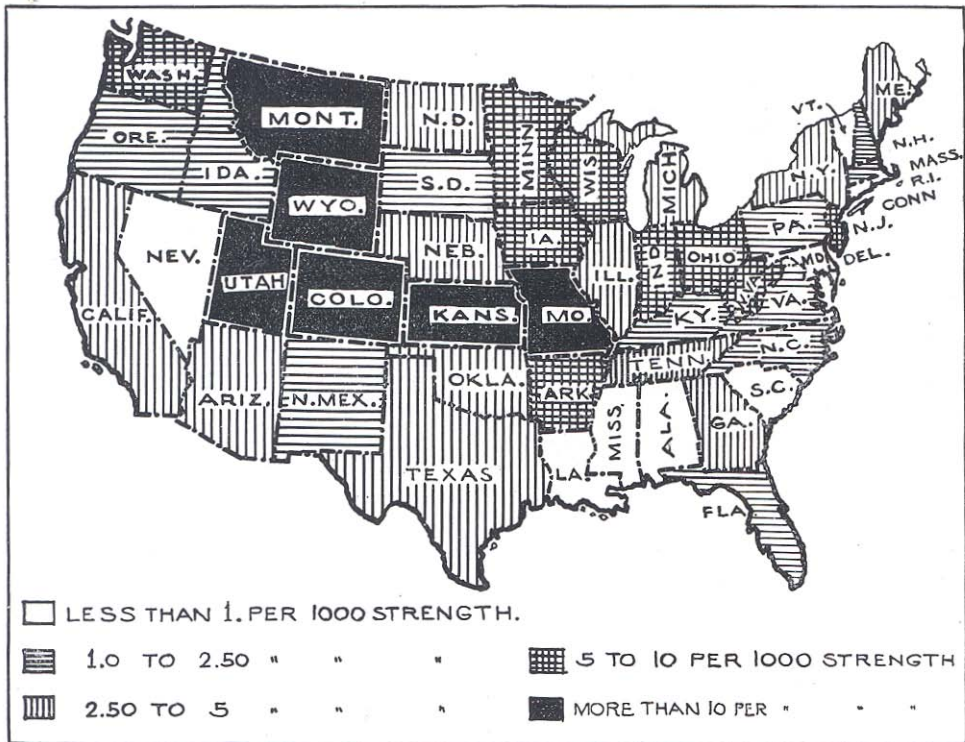 WASH.
MONT.
N.D.
MINN
ME.
VT.
ORE.
IDA.
WYO.
S.D.
WIS.
MICH
N.Y.
N.H.
MASS.
R.I.
CONN
NEV.
UTAH
COLO.
NEB.
IA.
ILL.
IND
OHIO
PA.
N.J.
DEL.
MD.
W.VA.
VA.
CALIF.
KANS.
MO.
KY.
N.C.
ARIZ.
N.MEX.
OKLA.
ARK.
TENN.
S.C.
TEXAS
LA.
MISS.
ALA.
GA.
FLA.
LESS THAN 1. PER 1000 STRENGTH.
1.0 TO 2.50 " " "
5 TO 10 PER 1000 STRENGTH
2.50 TO 5 " " "
MORE THAN 10 PER " " "